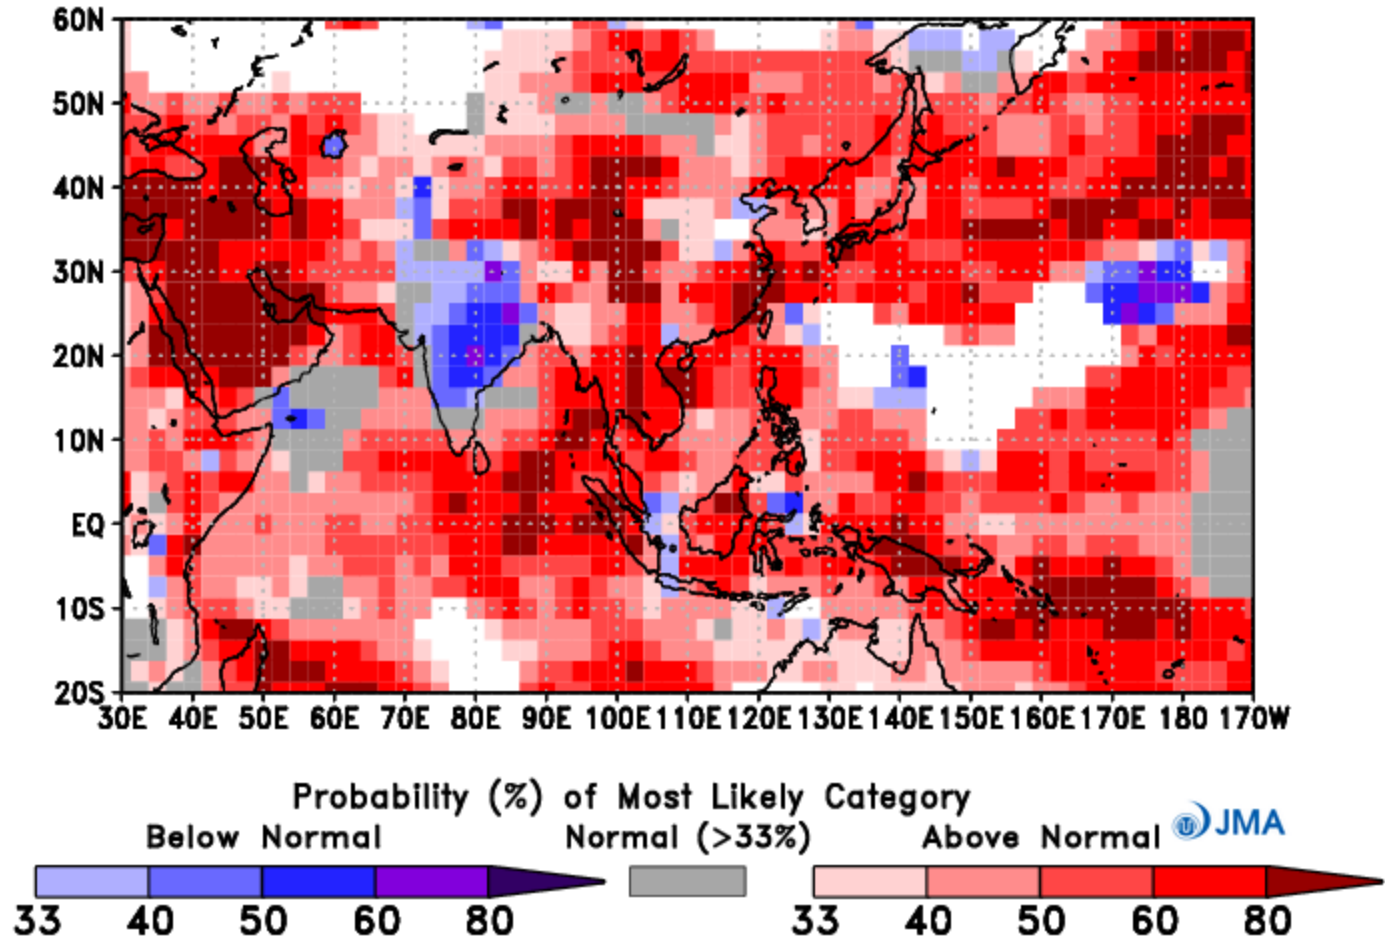 60N
50N
40N
30N
20N
10N
EQ
10S
20S
30E 40E 50E 60E 70E 80E 90E 100E 110E 120E 130E 140E 150E 160E 170E 180 170W
Probability (%) of Most Likely Category
Below Normal Normal (>33%) Above Normal JMA
33 40 50 60 80 33 40 50 60 80